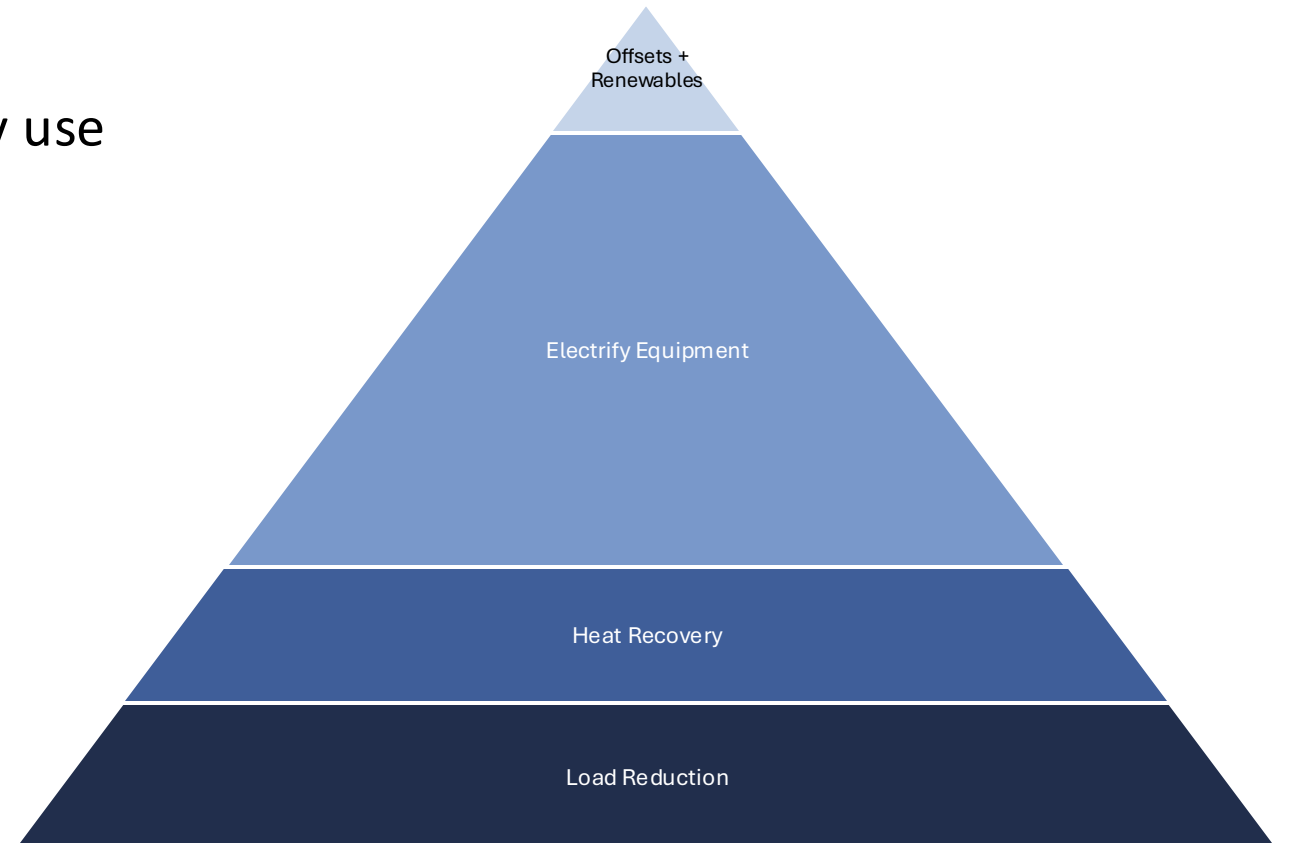 Offsets +
Renewables
y use
Electrify Equipment
Heat Recovery
Load Reduction